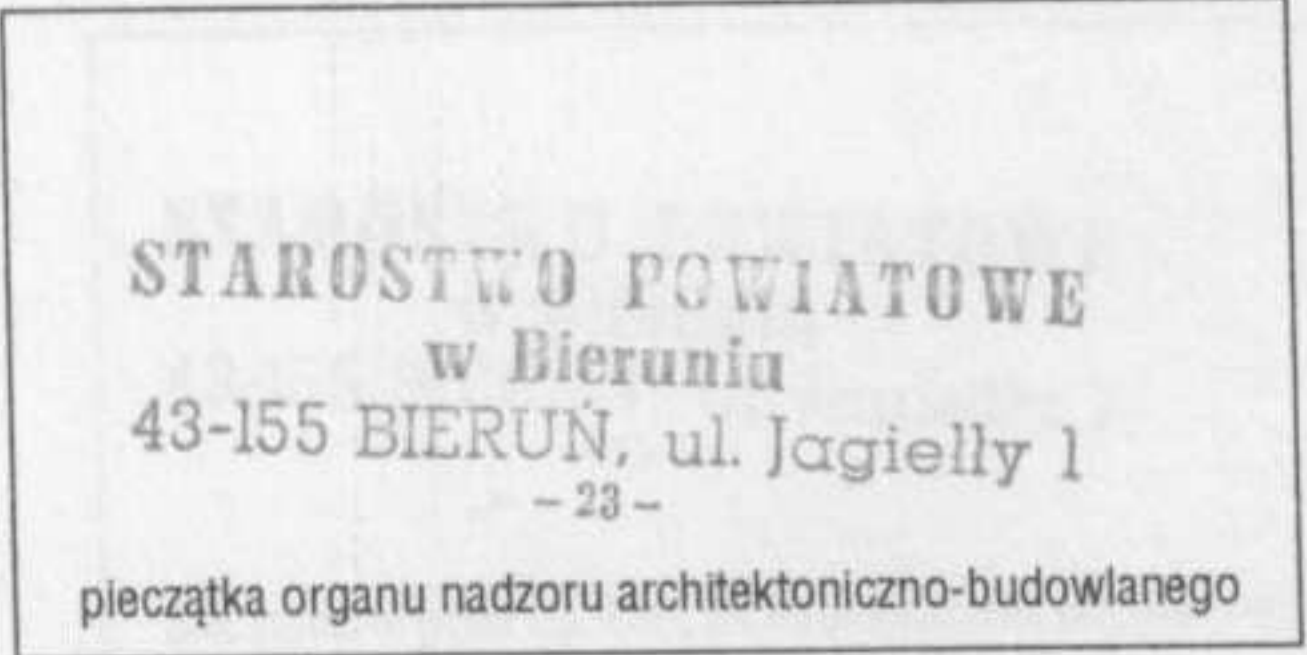 STAROSTWO POWIATOWE
w Bieruniu
43-155 BIERUŃ, ul. Jagiełły 1
– 23 –
pieczątka organu nadzoru architektoniczno-budowlanego